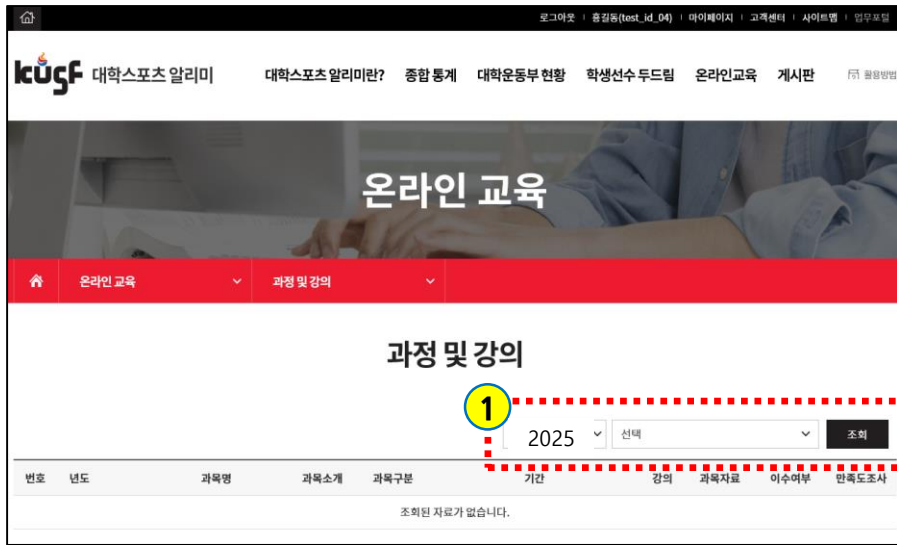 로그아웃 홍길동(test_id_04) 마이페이지 고객센터 사이트맵 업무포털
kusf 대학스포츠 알리미 대학스포츠 알리미란? 종합 통계 대학운동부 현황 학생선수 두드림 온라인교육 게시판 활용방법
온라인 교육
온라인 교육 과정 및 강의
과정 및 강의
1
2025 선택 조회
번호 년도 과목명 과목소개 과목구분 기간 강의 과목자료 이수여부 만족도조사
조회된 자료가 없습니다.